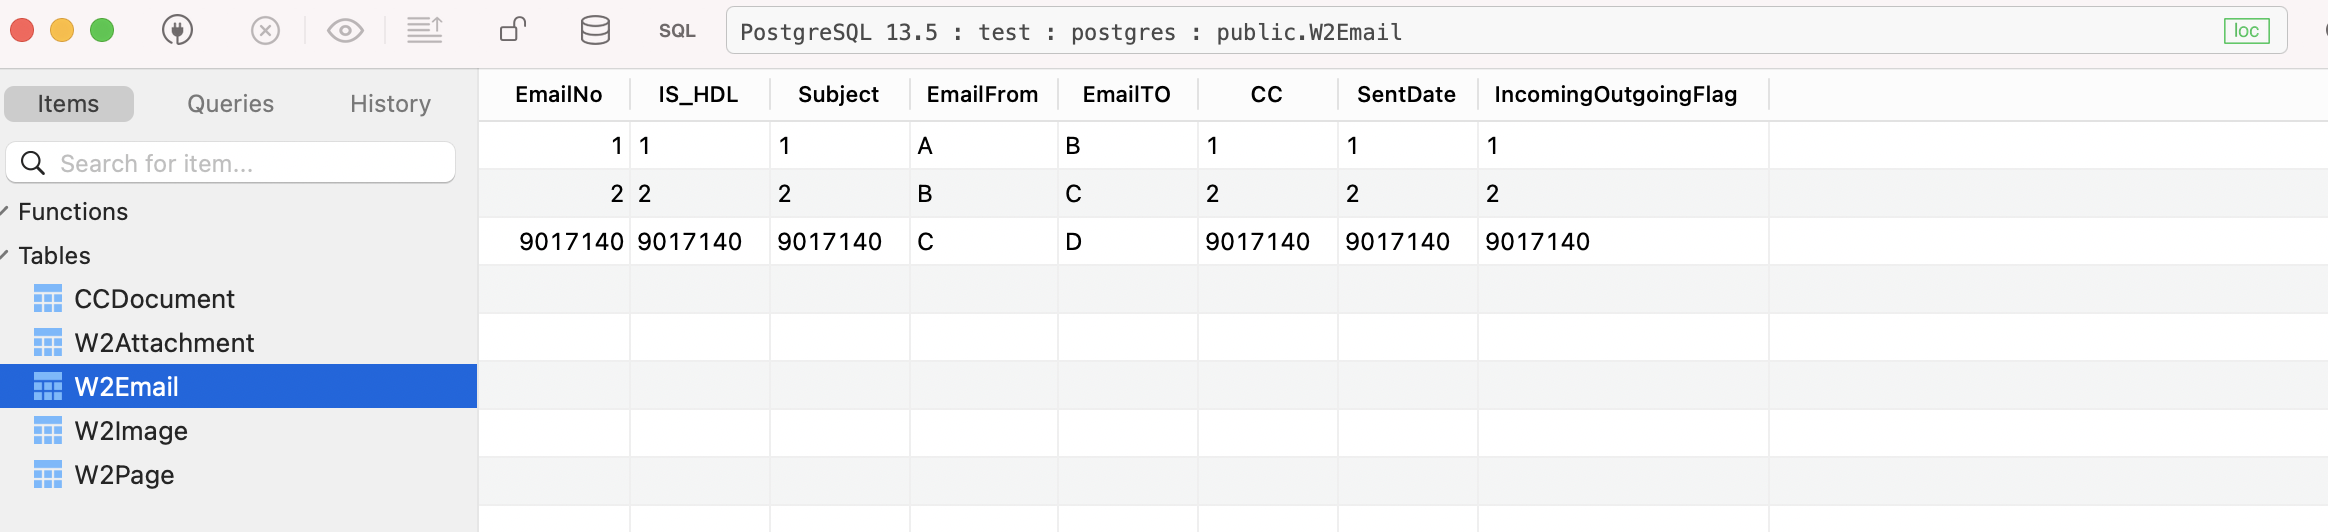 SQL PostgreSQL 13.5 : test : postgres : public.W2Email loc
Items Queries History
Search for item...
Functions
Tables
CCDocument
W2Attachment
W2Email
W2Image
W2Page
EmailNo IS_HDL Subject EmailFrom EmailTO CC SentDate IncomingOutgoingFlag
1 1 1 A B 1 1 1
2 2 2 B C 2 2 2
9017140 9017140 9017140 C D 9017140 9017140 9017140